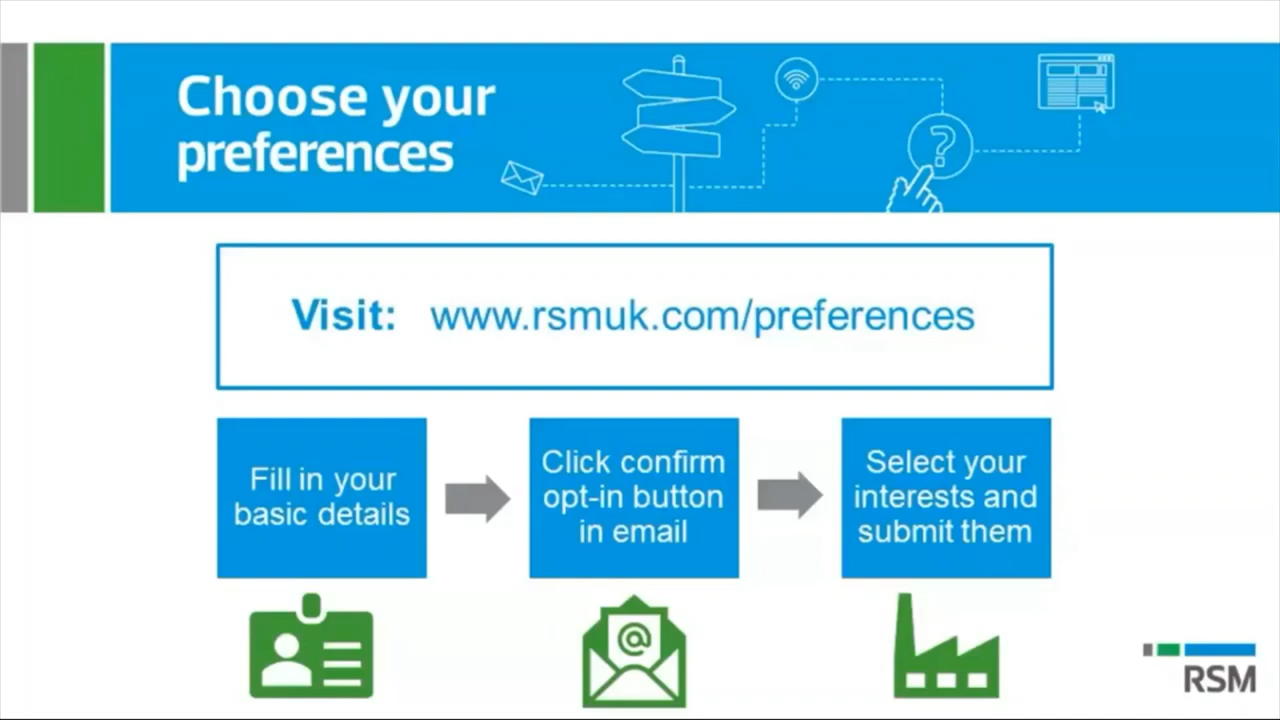 Choose your
preferences
?
Visit: www.rsmuk.com/preferences
Fill in your
basic details
Click confirm
opt-in button
in email
Select your
interests and
submit them
@
RSM